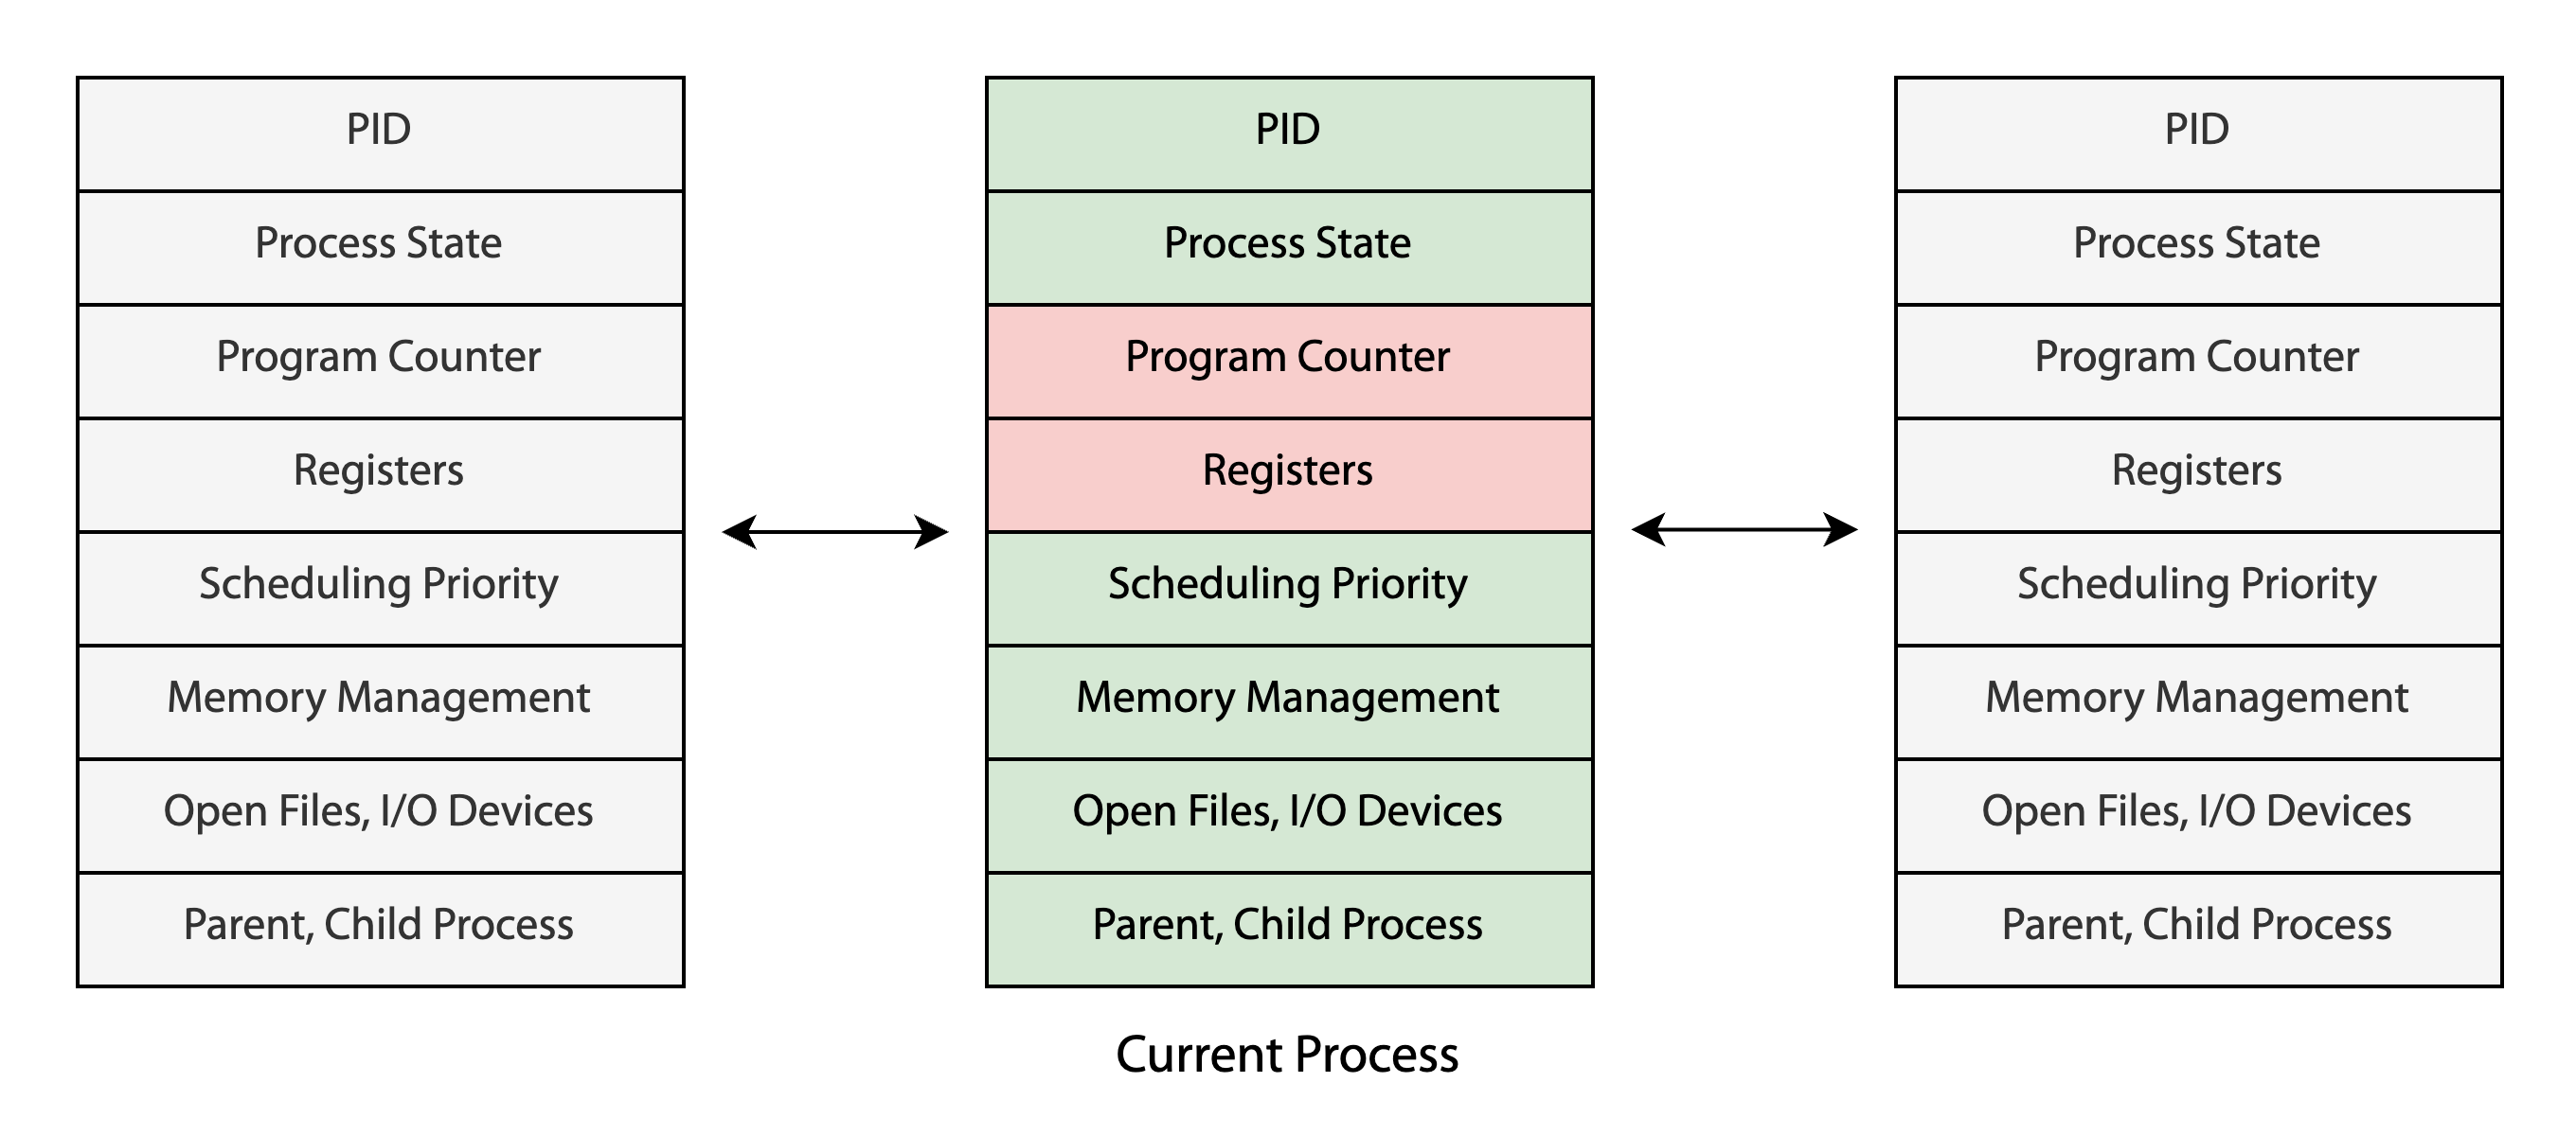 PID
Process State
Program Counter
Registers
Scheduling Priority
Memory Management
Open Files, I/O Devices
Parent, Child Process
PID
Process State
Program Counter
Registers
Scheduling Priority
Memory Management
Open Files, I/O Devices
Parent, Child Process
Current Process
PID
Process State
Program Counter
Registers
Scheduling Priority
Memory Management
Open Files, I/O Devices
Parent, Child Process